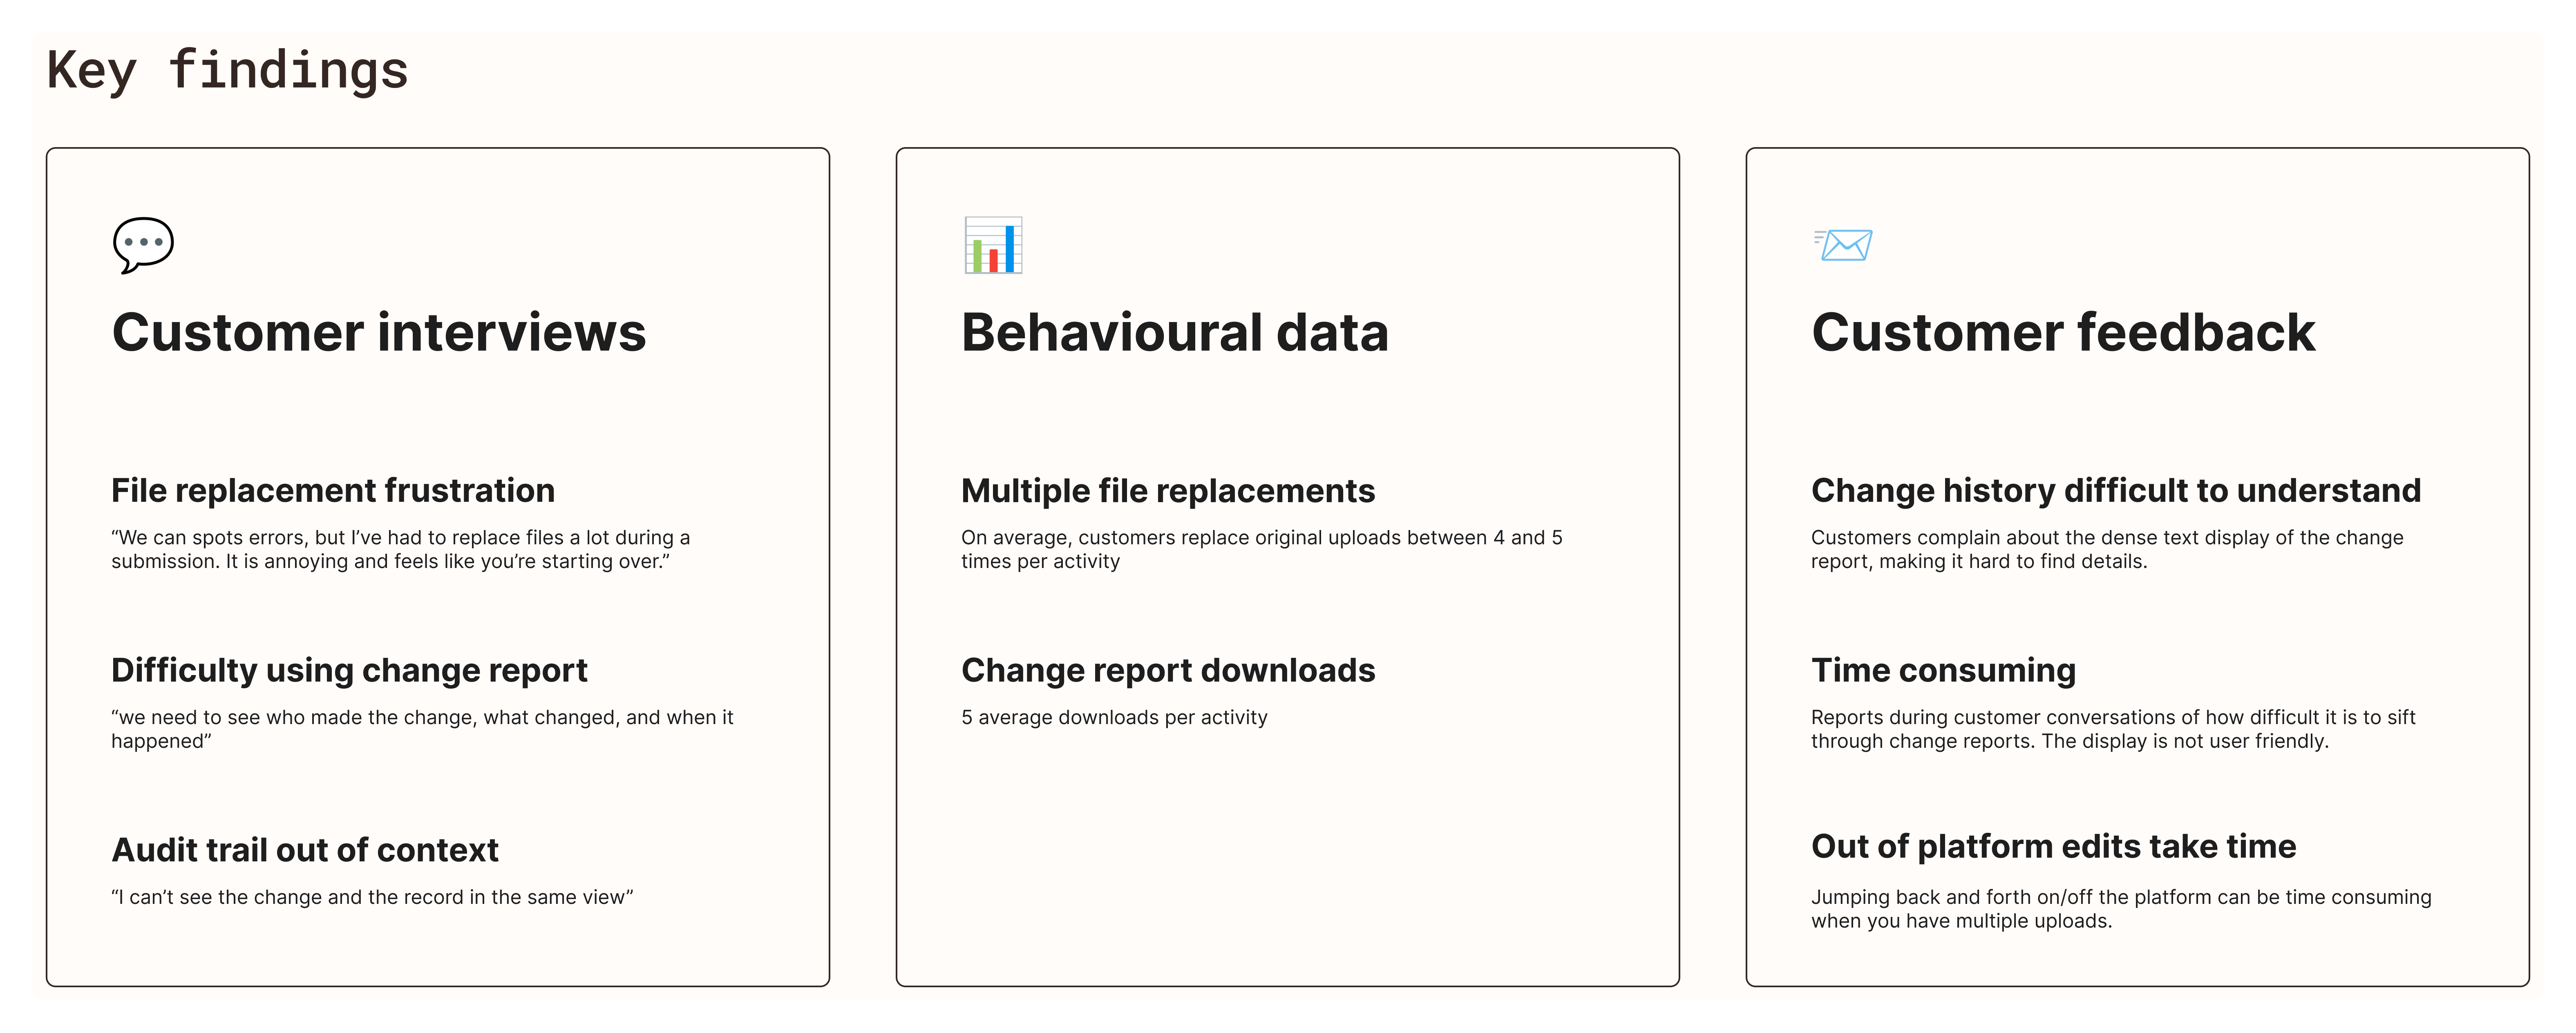 Key findings
Customer interviews
File replacement frustration
“We can spots errors, but I’ve had to replace files a lot during a
submission. It is annoying and feels like you’re starting over.”
Difficulty using change report
“we need to see who made the change, what changed, and when it
happened”
Audit trail out of context
“I can’t see the change and the record in the same view”
Behavioural data
Multiple file replacements
On average, customers replace original uploads between 4 and 5
times per activity
Change report downloads
5 average downloads per activity
Customer feedback
Change history difficult to understand
Customers complain about the dense text display of the change
report, making it hard to find details.
Time consuming
Reports during customer conversations of how difficult it is to sift
through change reports. The display is not user friendly.
Out of platform edits take time
Jumping back and forth on/off the platform can be time consuming
when you have multiple uploads.